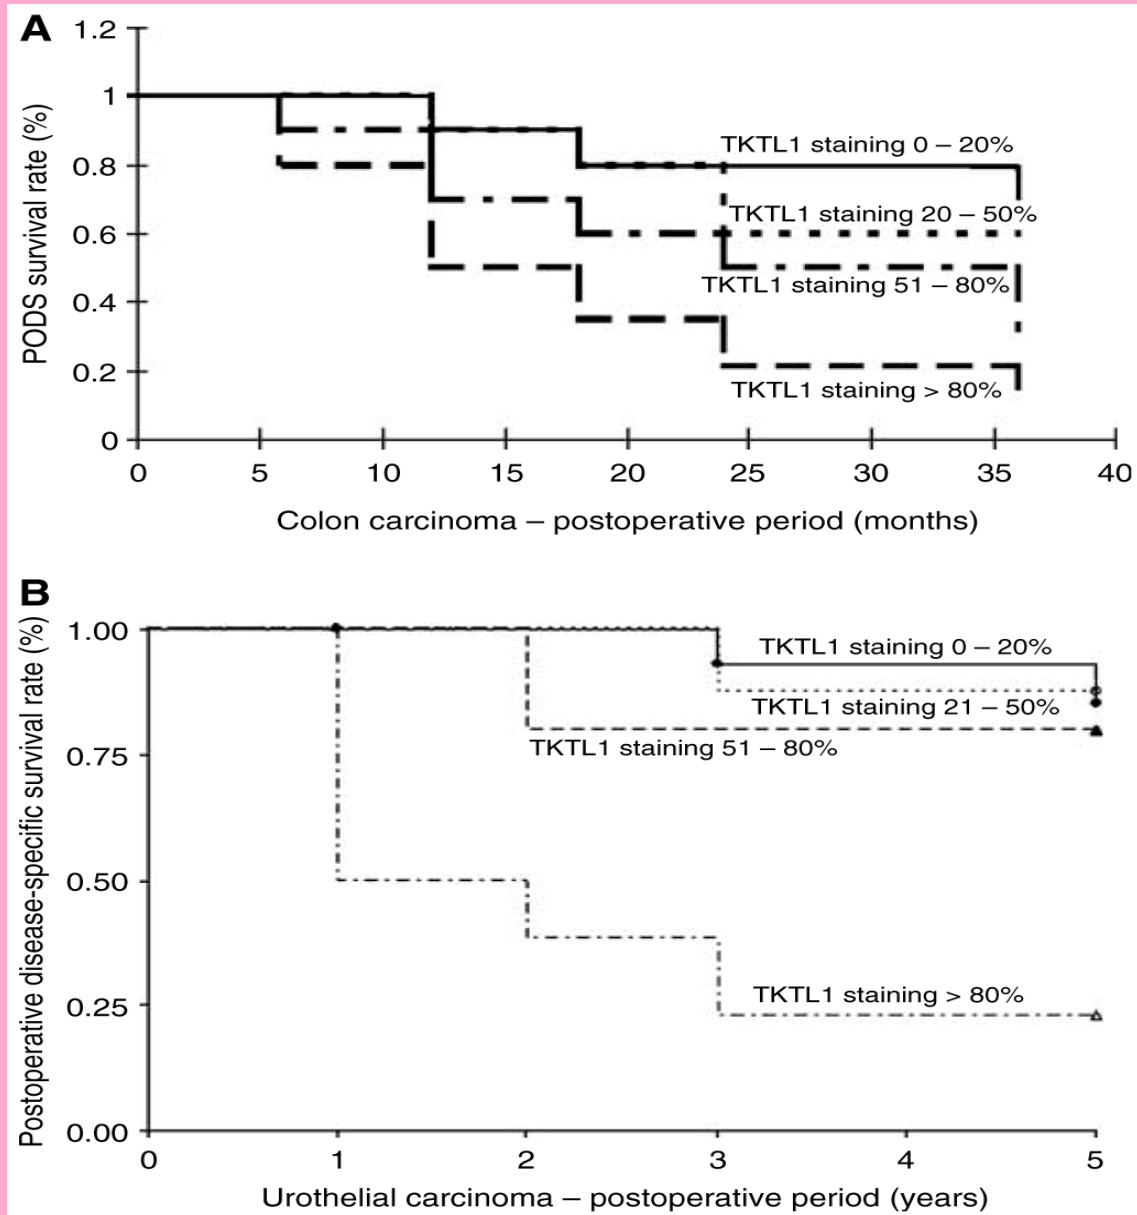 A
1.2
1
0.8
0.6
0.4
0.2
0
PODS survival rate (%)
TKTL1 staining 0 – 20%
TKTL1 staining 20 – 50%
TKTL1 staining 51 – 80%
TKTL1 staining > 80%
0 5 10 15 20 25 30 35 40
Colon carcinoma – postoperative period (months)
B
1.00
0.75
0.50
0.25
0.00
Postoperative disease-specific survival rate (%)
TKTL1 staining 0 – 20%
TKTL1 staining 21 – 50%
TKTL1 staining 51 – 80%
TKTL1 staining > 80%
0 1 2 3 4 5
Urothelial carcinoma – postoperative period (years)